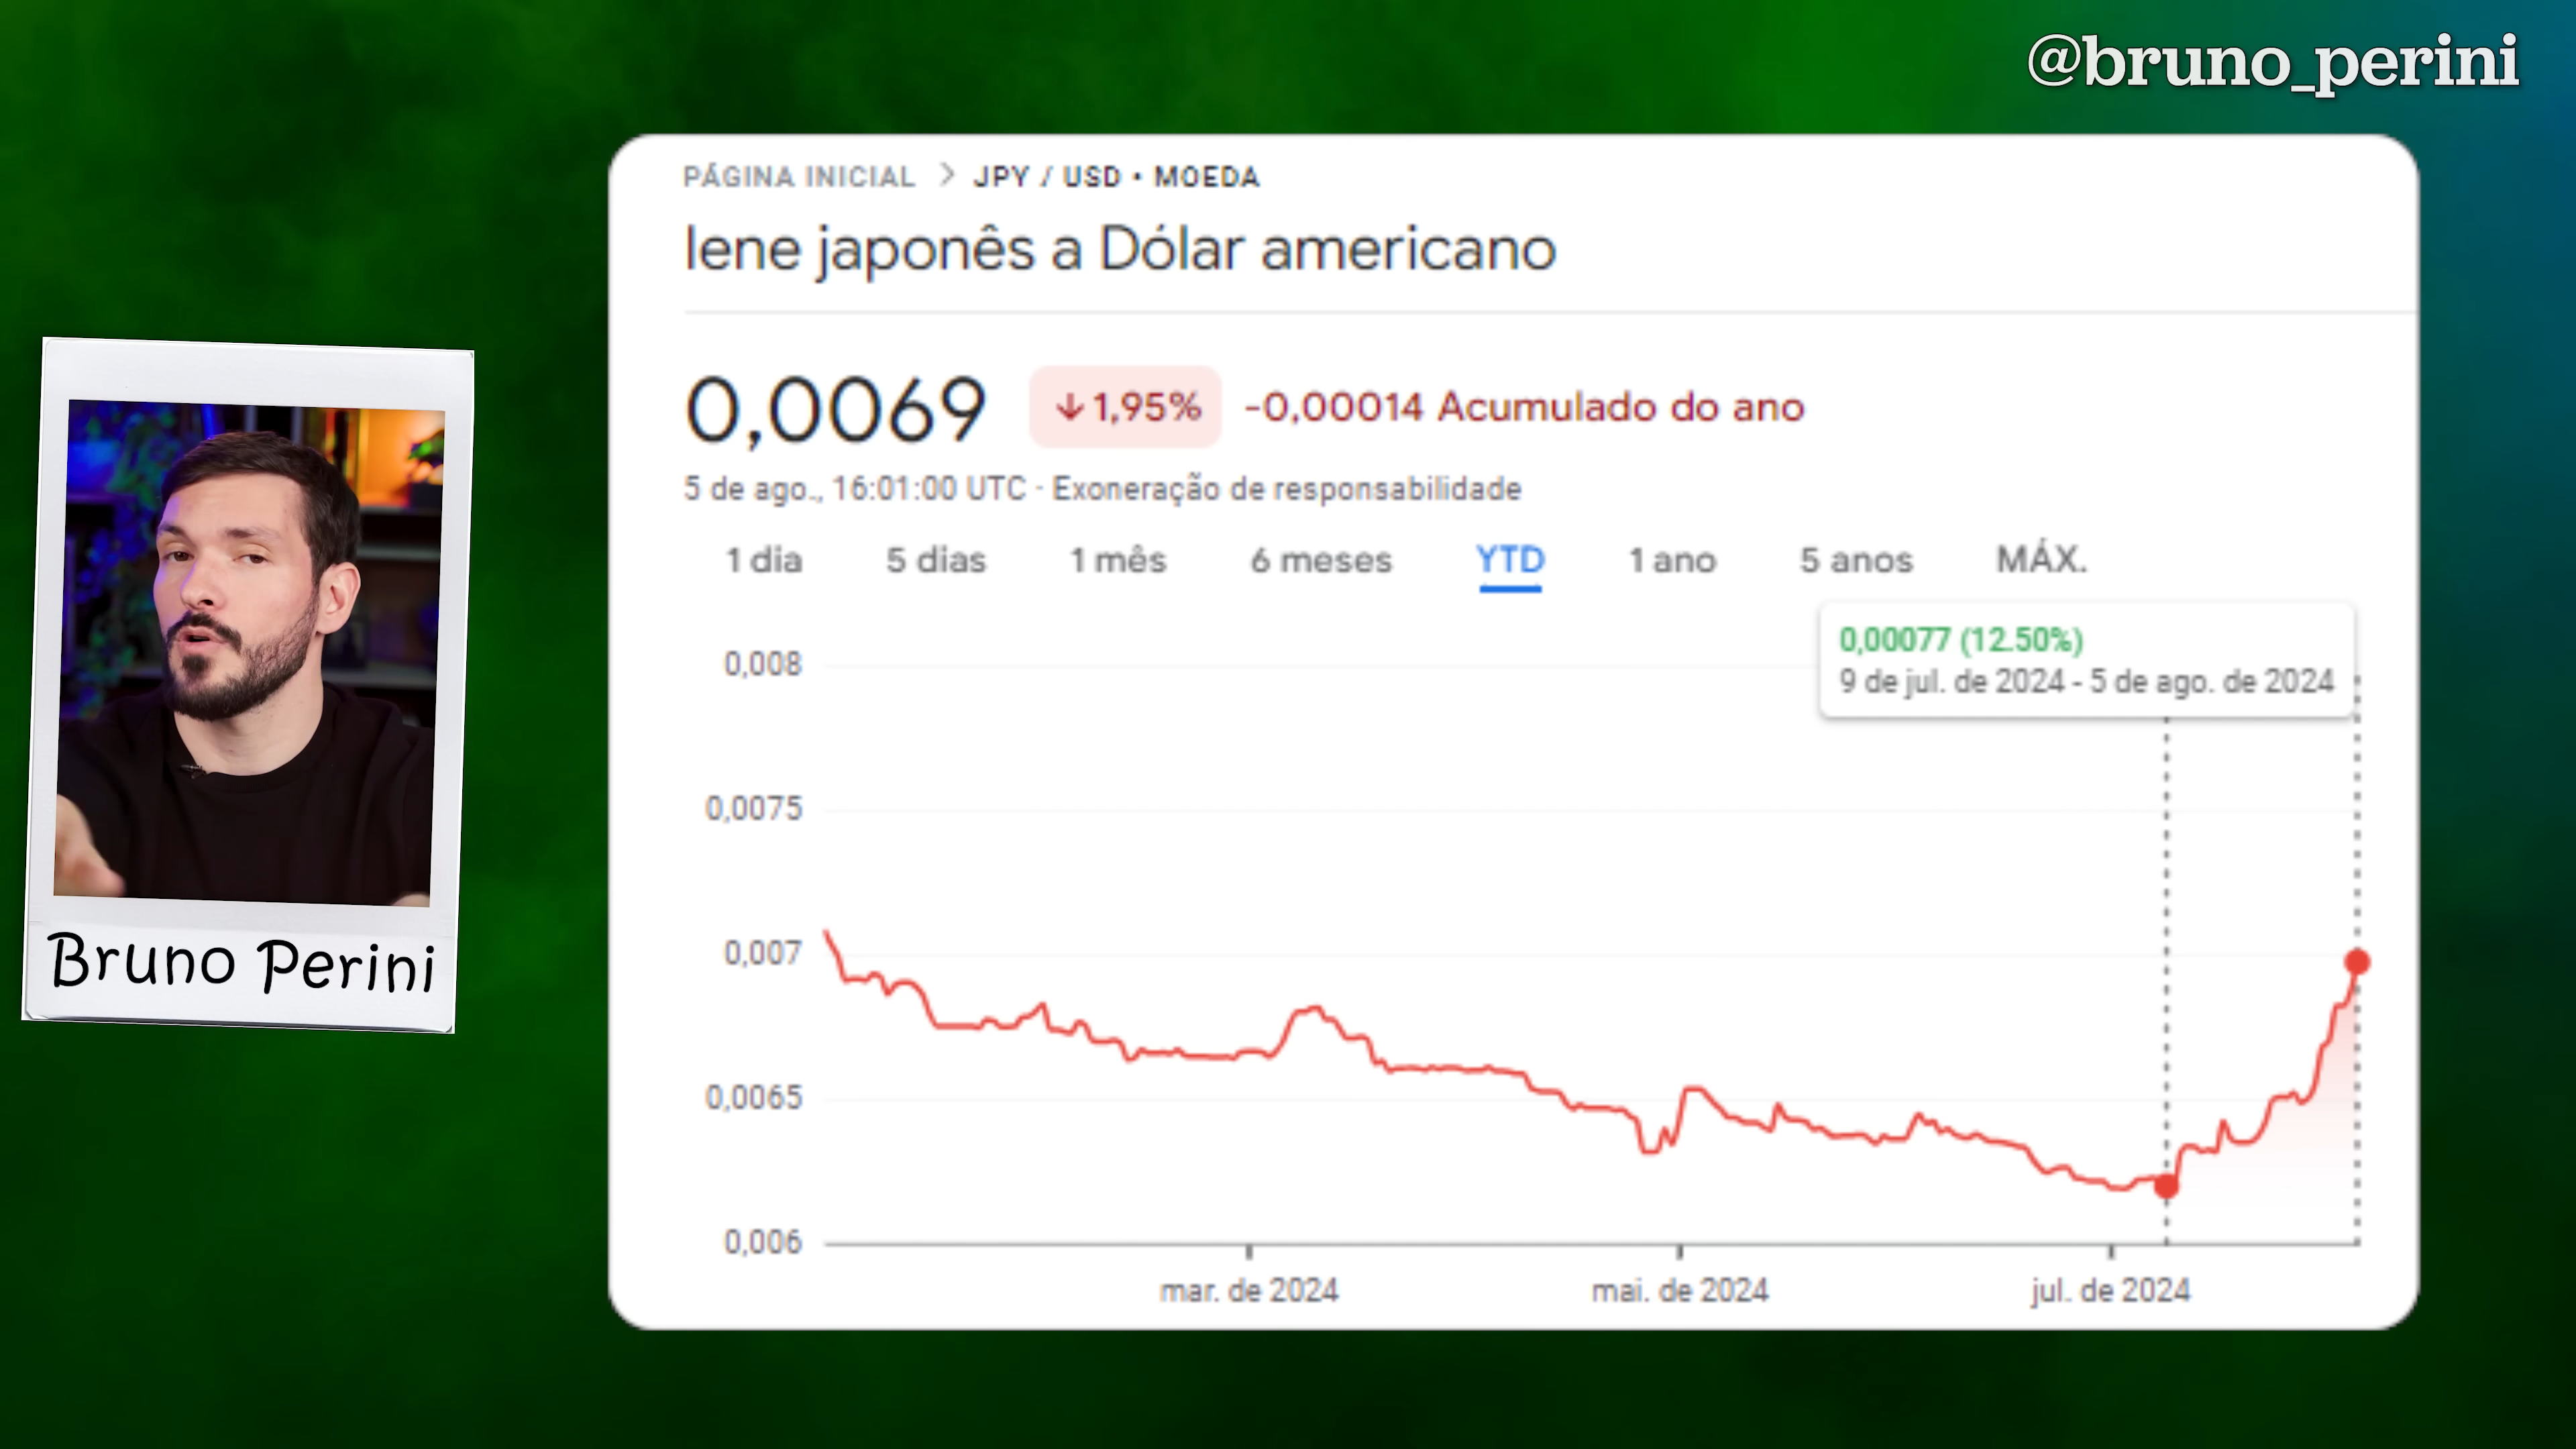 @bruno_perini
PÁGINA INICIAL > JPY / USD • MOEDA
Iene japonês a Dólar americano
0,0069 ↓ 1,95% -0,00014 Acumulado do ano
5 de ago., 16:01:00 UTC · Exoneração de responsabilidade
1 dia 5 dias 1 mês 6 meses YTD 1 ano 5 anos MÁX.
0,00077 (12.50%)
9 de jul. de 2024 - 5 de ago. de 2024
0,008
0,0075
0,007
0,0065
0,006
mar. de 2024 mai. de 2024 jul. de 2024
Bruno Perini